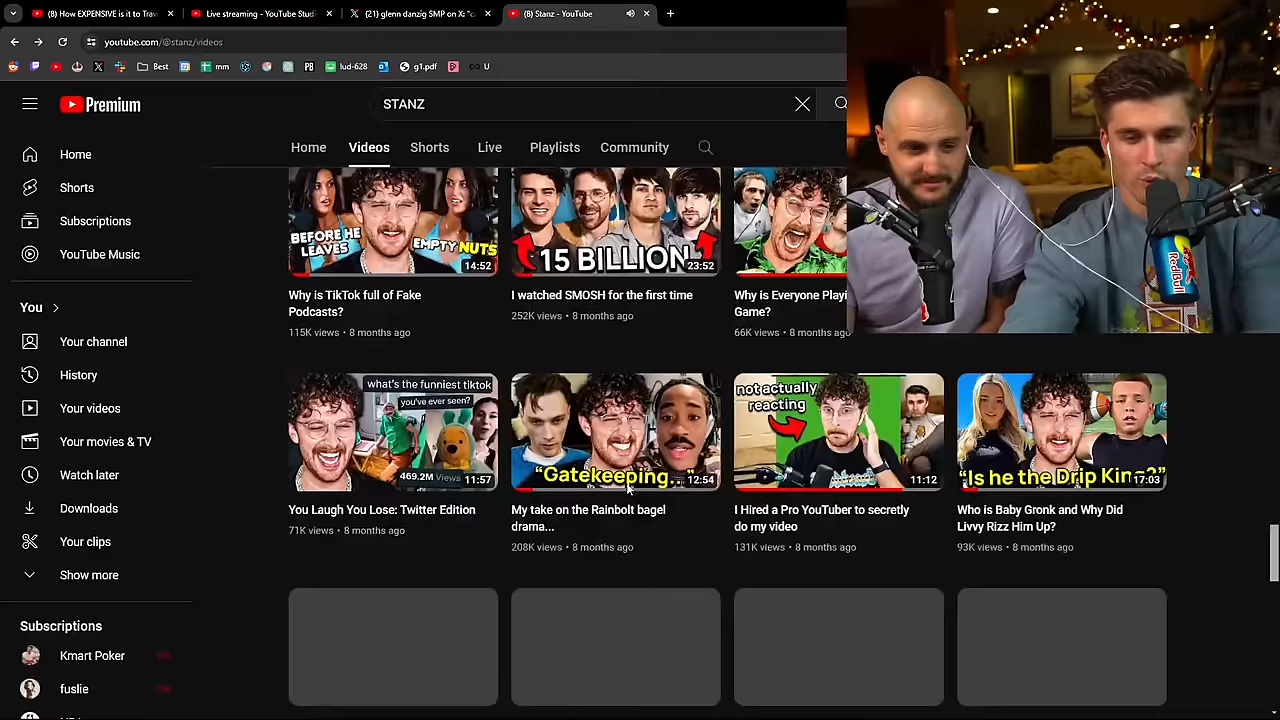 (8) How EXPENSIVE is it to Trav
Live streaming - YouTube Stud
(21) glenn danzig SMP on X: "c
(8) Stanz - YouTube
youtube.com/@stanz/videos
Best
mm
PB
lud-628
g1.pdf
U
Premium
STANZ
Home
Videos
Shorts
Live
Playlists
Community
Home
Shorts
Subscriptions
YouTube Music
You
Your channel
History
Your videos
Your movies & TV
Watch later
Downloads
Your clips
Show more
Subscriptions
Kmart Poker
fuslie
BEFORE HE
LEAVES
EMPTY NUTS
14:52
Why is TikTok full of Fake
Podcasts?
115K views • 8 months ago
15 BILLION
23:52
I watched SMOSH for the first time
252K views • 8 months ago
Why is Everyone Playi
Game?
66K views • 8 months ago
what's the funniest tiktok
you've ever seen?
469.2M Views
11:57
You Laugh You Lose: Twitter Edition
71K views • 8 months ago
"Gatekeeping..."
12:54
My take on the Rainbolt bagel
drama...
208K views • 8 months ago
not actually
reacting
11:12
I Hired a Pro YouTuber to secretly
do my video
131K views • 8 months ago
"Is he the Drip King?"
17:03
Who is Baby Gronk and Why Did
Livvy Rizz Him Up?
93K views • 8 months ago
RedBull